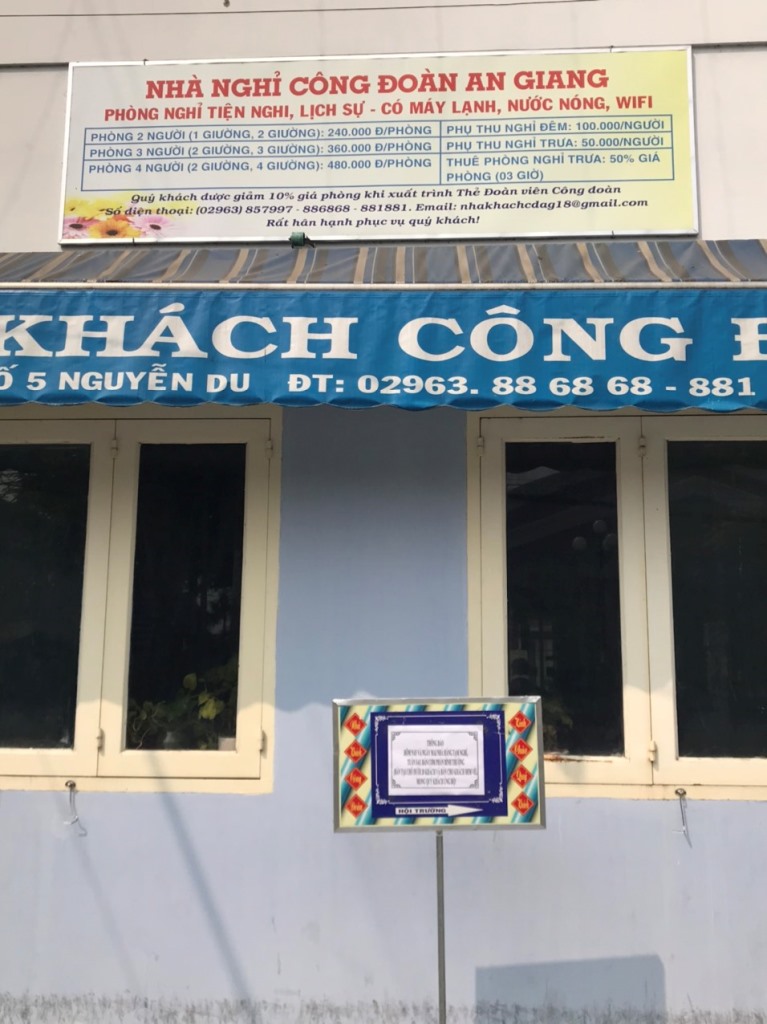 NHÀ NGHỈ CÔNG ĐOÀN AN GIANG
PHÒNG NGHỈ TIỆN NGHI, LỊCH SỰ - CÓ MÁY LẠNH, NƯỚC NÓNG, WIFI
PHÒNG 2 NGƯỜI (1 GIƯỜNG, 2 GIƯỜNG): 240.000 Đ/PHÒNG
PHÒNG 3 NGƯỜI (2 GIƯỜNG, 3 GIƯỜNG): 360.000 Đ/PHÒNG
PHÒNG 4 NGƯỜI (2 GIƯỜNG, 4 GIƯỜNG): 480.000 Đ/PHÒNG
PHỤ THU NGHỈ ĐÊM: 100.000/NGƯỜI
PHỤ THU NGHỈ TRƯA: 50.000/NGƯỜI
THUÊ PHÒNG NGHỈ TRƯA: 50% GIÁ
PHÒNG (03 GIỜ)
Quý khách được giảm 10% giá phòng khi xuất trình Thẻ Đoàn viên Công đoàn
Số điện thoại: (02963) 857997 - 886868 - 881881. Email: nhakhachcdag18@gmail.com
Rất hân hạnh phục vụ quý khách!
KHÁCH CÔNG Đ
Ố 5 NGUYỄN DU ĐT: 02963. 88 68 68 - 881
THÔNG BÁO
HỘI TRƯỜNG